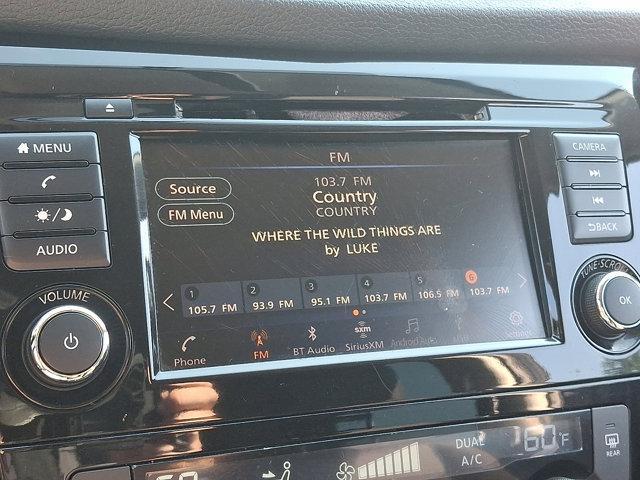 MENU
AUDIO
VOLUME
FM
103.7 FM
Country
COUNTRY
Source
FM Menu
WHERE THE WILD THINGS ARE
by LUKE
1 2 3 4 5 6
105.7 FM 93.9 FM 95.1 FM 103.7 FM 106.5 FM 103.7 FM
Phone FM BT Audio sxm SiriusXM Android Auto Settings
CAMERA
BACK
TUNE·SCROLL
OK
DUAL
A/C
60°F
REAR